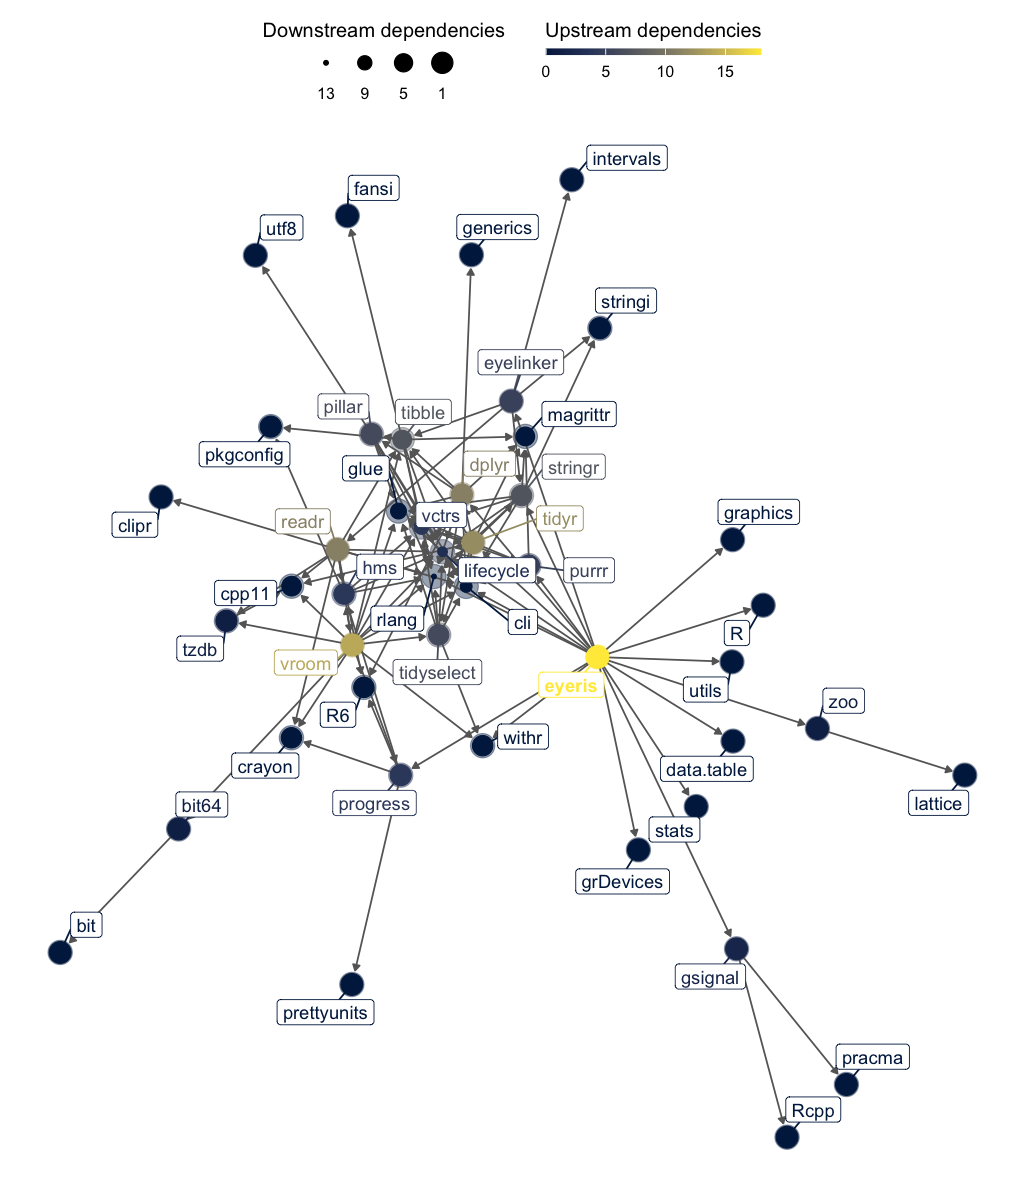 Downstream dependencies
Upstream dependencies
13 9 5 1
0 5 10 15
intervals
fansi
utf8
generics
stringi
eyelinker
pillar
tibble
magrittr
pkgconfig
glue
dplyr
stringr
clipr
readr
vctrs
tidyr
graphics
hms
lifecycle
purrr
cpp11
rlang
cli
R
tzdb
vroom
tidyselect
eyeris
utils
zoo
R6
withr
crayon
data.table
bit64
progress
lattice
stats
grDevices
bit
gsignal
prettyunits
pracma
Rcpp